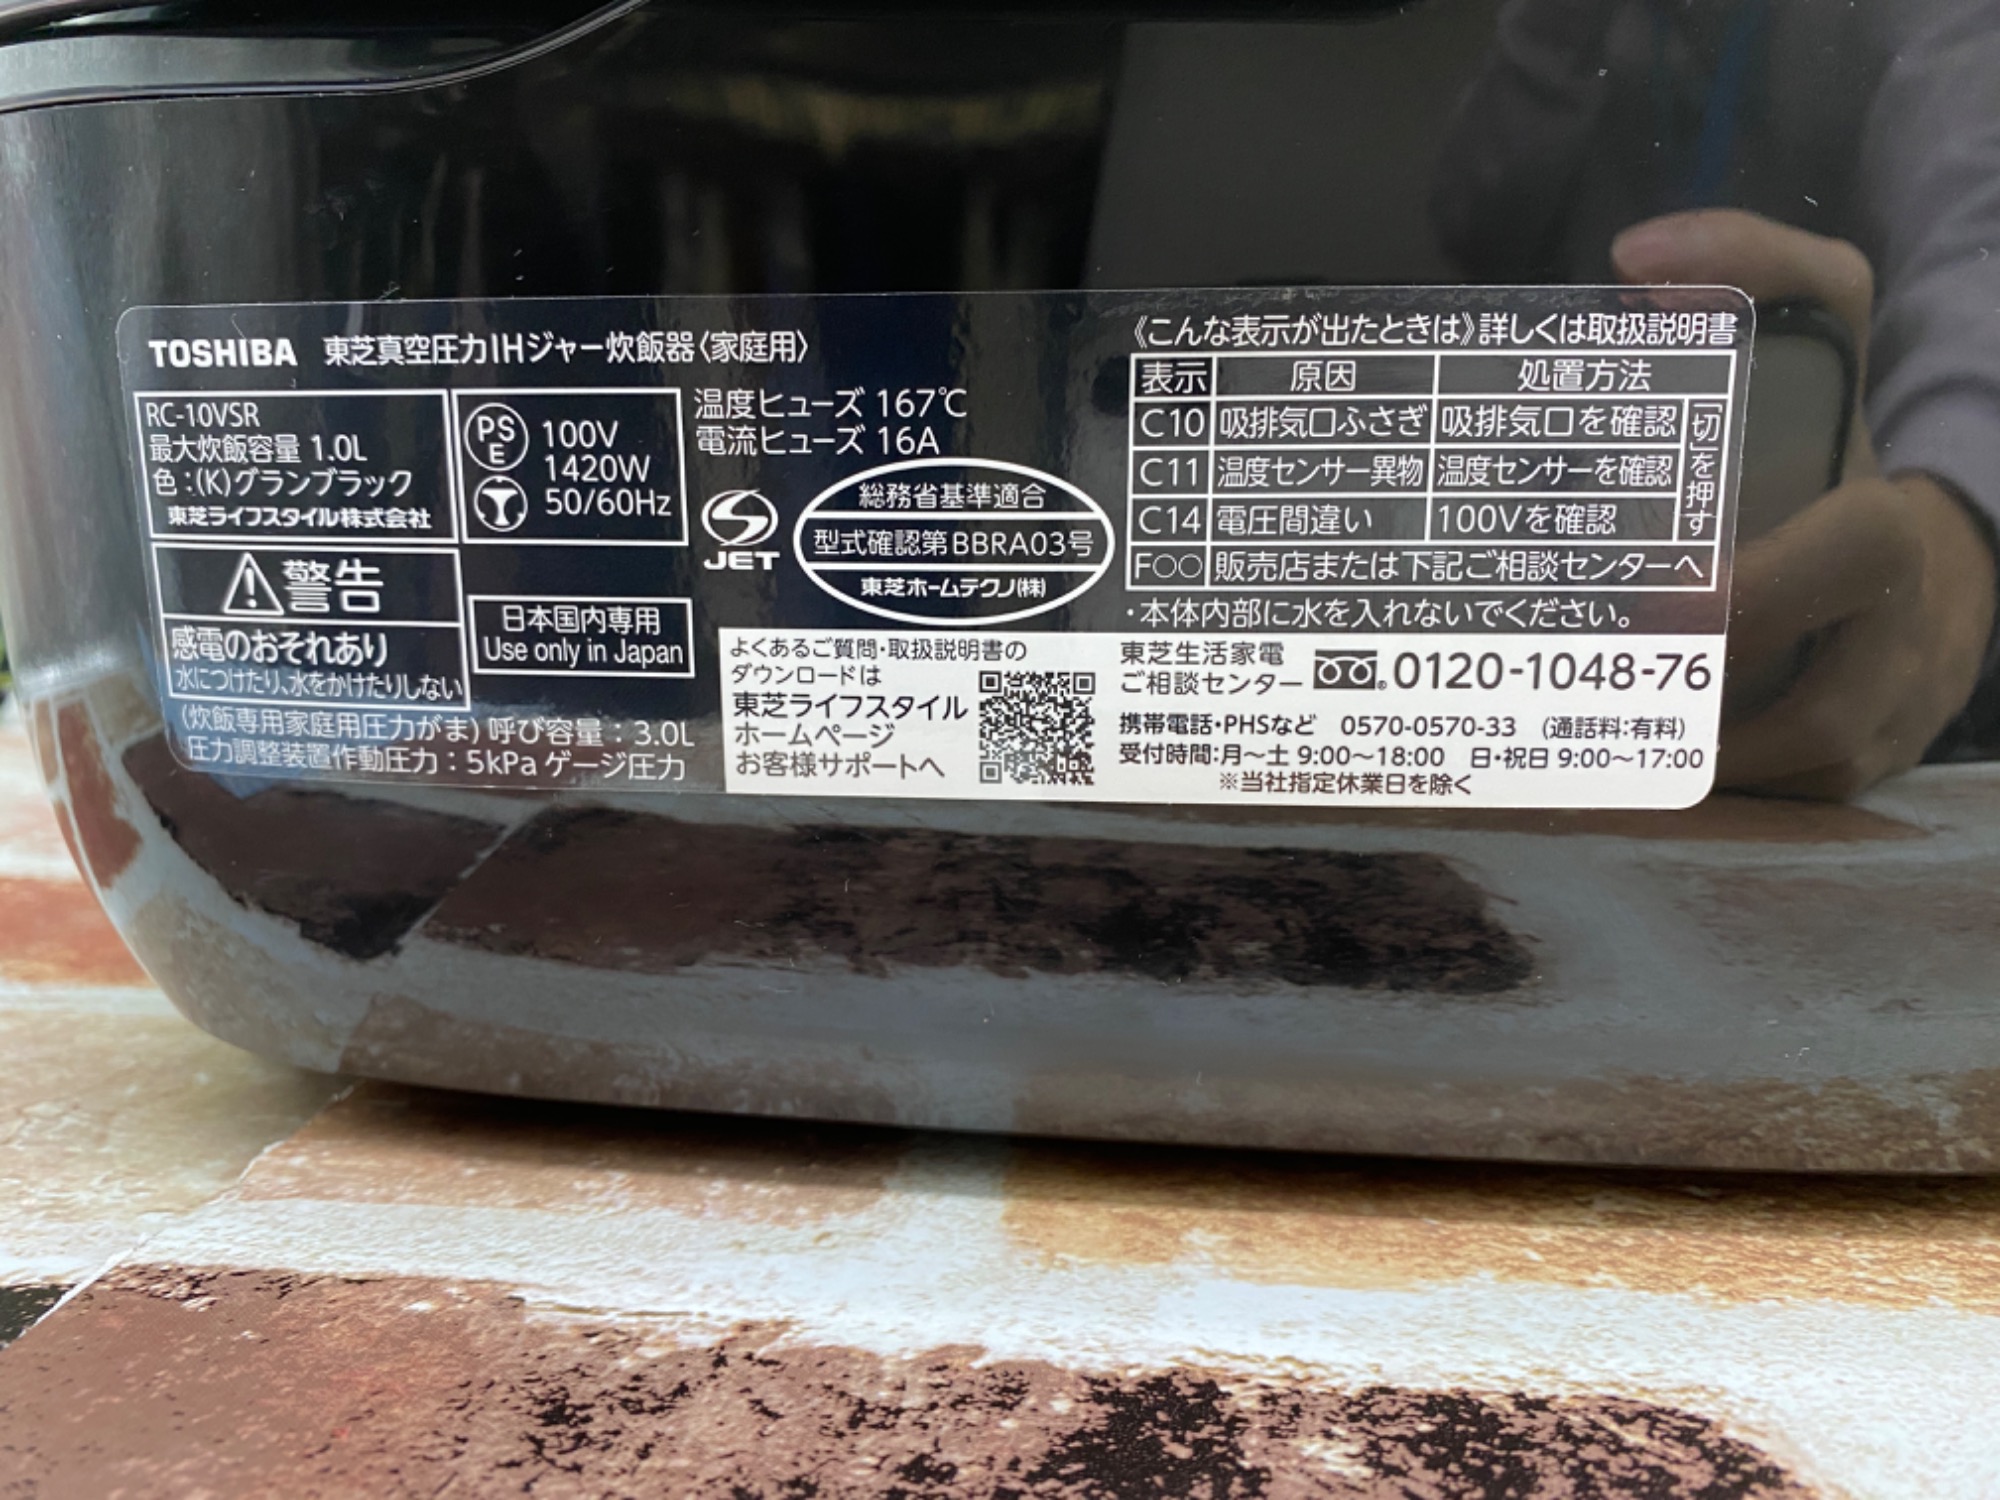 TOSHIBA 東芝真空圧力IHジャー炊飯器〈家庭用〉
RC-10VSR
最大炊飯容量 1.0L
色:(K)グランブラック
東芝ライフスタイル株式会社
PS
E
100V
1420W
50/60Hz
温度ヒューズ 167℃
電流ヒューズ 16A
JET
総務省基準適合
型式確認第BBRA03号
東芝ホームテクノ(株)
警告
感電のおそれあり
水につけたり、水をかけたりしない
日本国内専用
Use only in Japan
(炊飯専用家庭用圧力がま) 呼び容量:3.0L
圧力調整装置作動圧力:5kPa ゲージ圧力
《こんな表示が出たときは》詳しくは取扱説明書
表示 原因 処置方法
C10 吸排気口ふさぎ 吸排気口を確認
C11 温度センサー異物 温度センサーを確認
C14 電圧間違い 100Vを確認
「切」を押す
F○○ 販売店または下記ご相談センターへ
・本体内部に水を入れないでください。
よくあるご質問・取扱説明書の
ダウンロードは
東芝ライフスタイル
ホームページ
お客様サポートへ
東芝生活家電
ご相談センター 0120-1048-76
携帯電話・PHSなど 0570-0570-33 (通話料:有料)
受付時間:月〜土 9:00〜18:00 日・祝日 9:00〜17:00
※当社指定休業日を除く